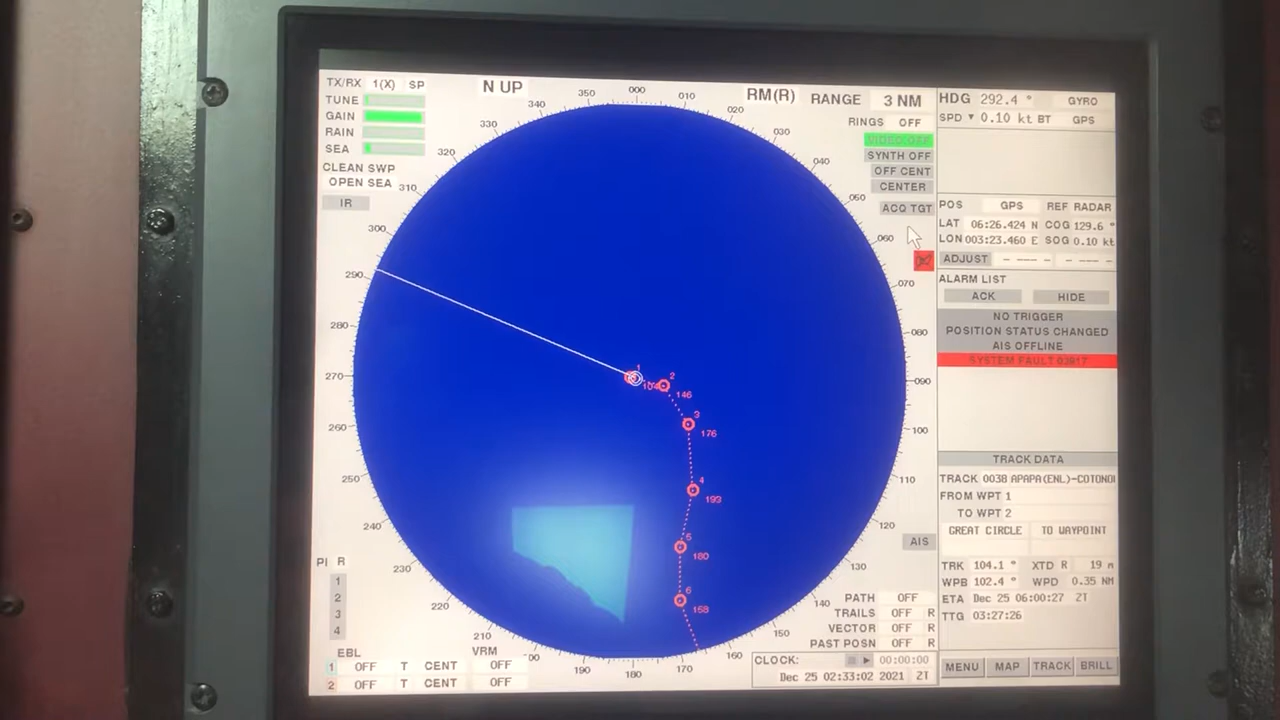 TX/RX 1(X) SP
TUNE
GAIN
RAIN
SEA
CLEAN SWP
OPEN SEA
IR
N UP
RM(R)
RANGE 3 NM
RINGS OFF
VIDEO OFF
SYNTH OFF
OFF CENT
CENTER
ACQ TGT
000
010
020
030
040
050
060
070
080
090
100
110
120
130
140
150
160
170
180
190
210
220
230
240
250
260
270
280
290
300
310
320
330
340
350
1
2
146
3
176
4
193
5
180
6
168
AIS
PI R
1
2
3
4
EBL
VRM
1 OFF T CENT OFF
2 OFF T CENT OFF
PATH OFF
TRAILS OFF R
VECTOR OFF R
PAST POSN OFF R
CLOCK: 00:00:00
Dec 25 02:33:02 2021 ZT
HDG 292.4 ° GYRO
SPD ▼ 0.10 kt BT GPS
POS GPS REF RADAR
LAT 06:26.424 N COG 129.6 °
LON 003:23.460 E SOG 0.10 kt
ADJUST - ---- - - ----
ALARM LIST
ACK HIDE
NO TRIGGER
POSITION STATUS CHANGED
AIS OFFLINE
SYSTEM FAULT 03917
TRACK DATA
TRACK 0038 APAPA(ENL)-COTONOU
FROM WPT 1
TO WPT 2
GREAT CIRCLE TO WAYPOINT
TRK 104.1 ° XTD R 19 m
WPB 102.4 ° WPD 0.35 NM
ETA Dec 25 06:00:27 ZT
TTG 03:27:26
MENU MAP TRACK BRILL